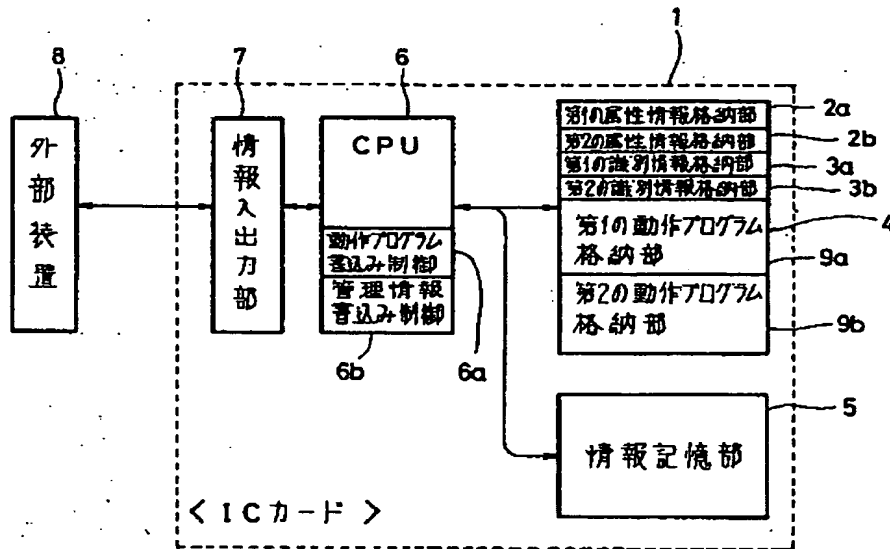 1
8
7
6
外部装置
情報入出力部
CPU
動作プログラム
書込み制御
管理情報
書込み制御
6b
6a
第1の属性情報格納部
2a
第2の属性情報格納部
2b
第1の識別情報格納部
3a
第2の識別情報格納部
3b
第1の動作プログラム
格納部
4
9a
第2の動作プログラム
格納部
9b
情報記憶部
5
<ICカード>